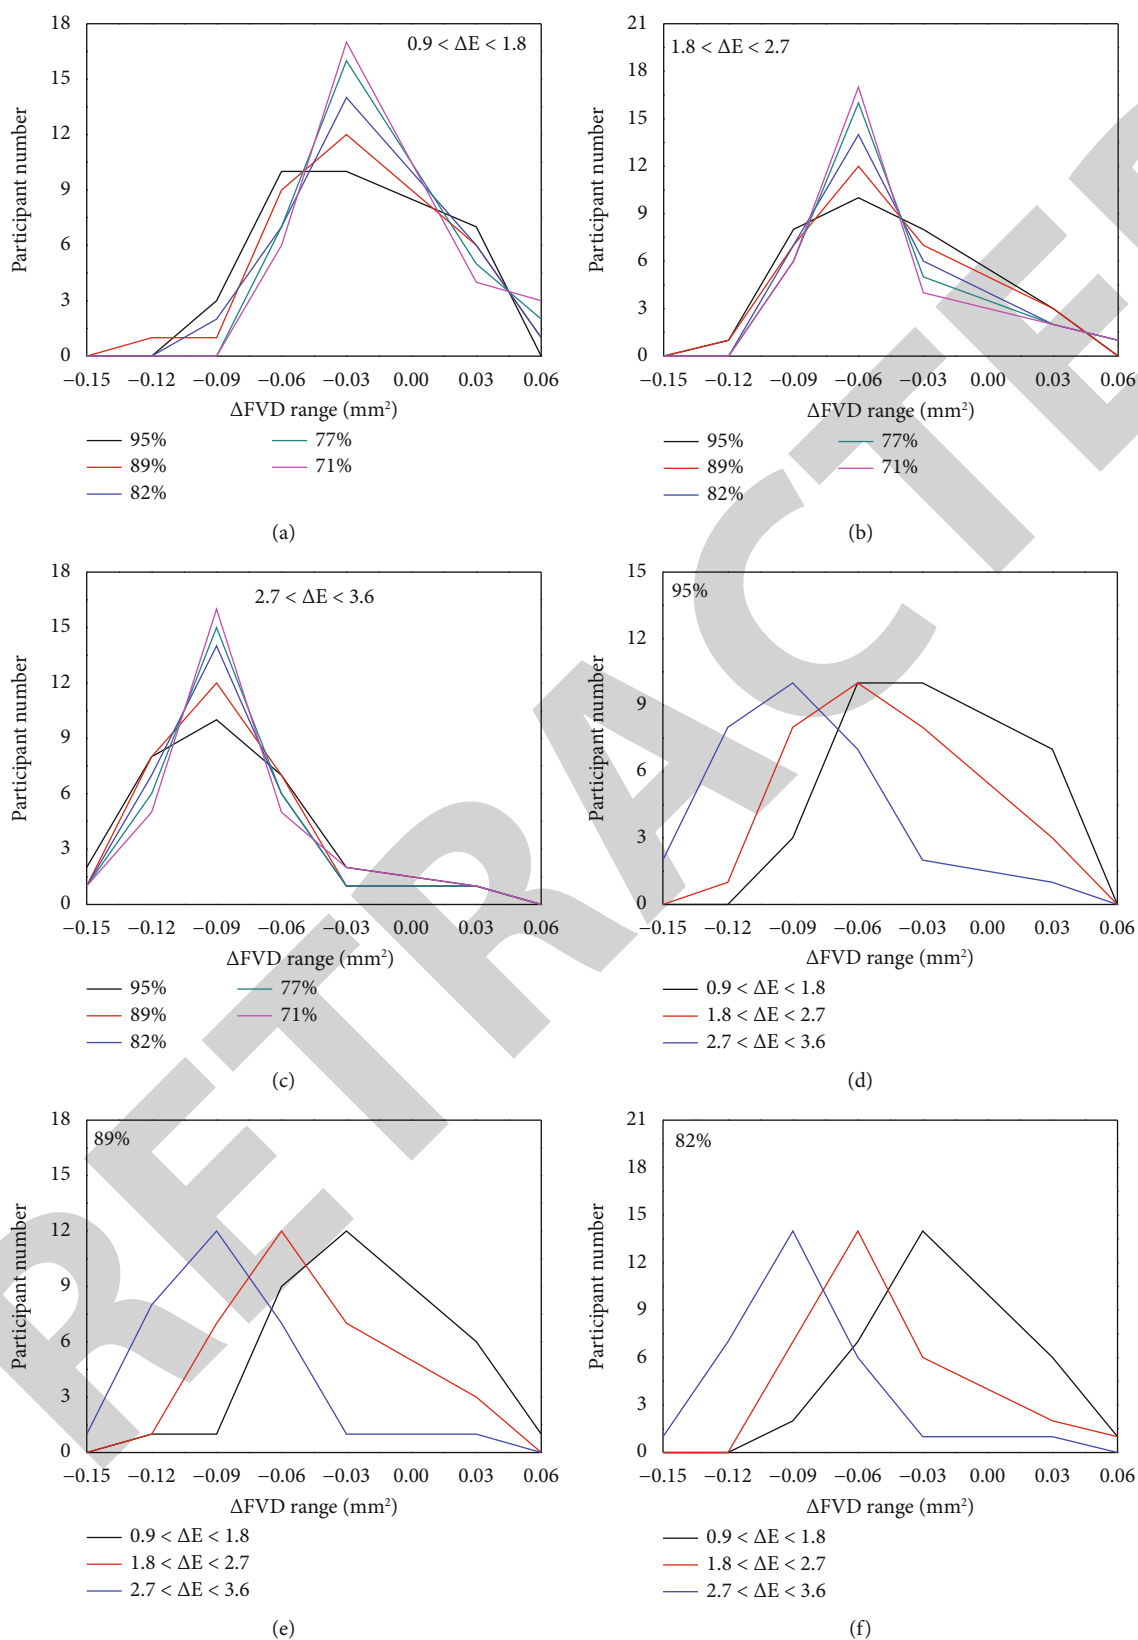 18
15
12
9
6
3
0
Participant number
0.9 < ΔE < 1.8
−0.15 −0.12 −0.09 −0.06 −0.03 0.00 0.03 0.06
ΔFVD range (mm²)
95% 77%
89% 71%
82%
(a)
21
18
15
12
9
6
3
0
Participant number
1.8 < ΔE < 2.7
−0.15 −0.12 −0.09 −0.06 −0.03 0.00 0.03 0.06
ΔFVD range (mm²)
95% 77%
89% 71%
82%
(b)
18
15
12
9
6
3
0
Participant number
2.7 < ΔE < 3.6
−0.15 −0.12 −0.09 −0.06 −0.03 0.00 0.03 0.06
ΔFVD range (mm²)
95% 77%
89% 71%
82%
(c)
15
12
9
6
3
0
Participant number
95%
−0.15 −0.12 −0.09 −0.06 −0.03 0.00 0.03 0.06
ΔFVD range (mm²)
0.9 < ΔE < 1.8
1.8 < ΔE < 2.7
2.7 < ΔE < 3.6
(d)
18
15
12
9
6
3
0
Participant number
89%
−0.15 −0.12 −0.09 −0.06 −0.03 0.00 0.03 0.06
ΔFVD range (mm²)
0.9 < ΔE < 1.8
1.8 < ΔE < 2.7
2.7 < ΔE < 3.6
(e)
21
18
15
12
9
6
3
0
Participant number
82%
−0.15 −0.12 −0.09 −0.06 −0.03 0.00 0.03 0.06
ΔFVD range (mm²)
0.9 < ΔE < 1.8
1.8 < ΔE < 2.7
2.7 < ΔE < 3.6
(f)
RETRACTE